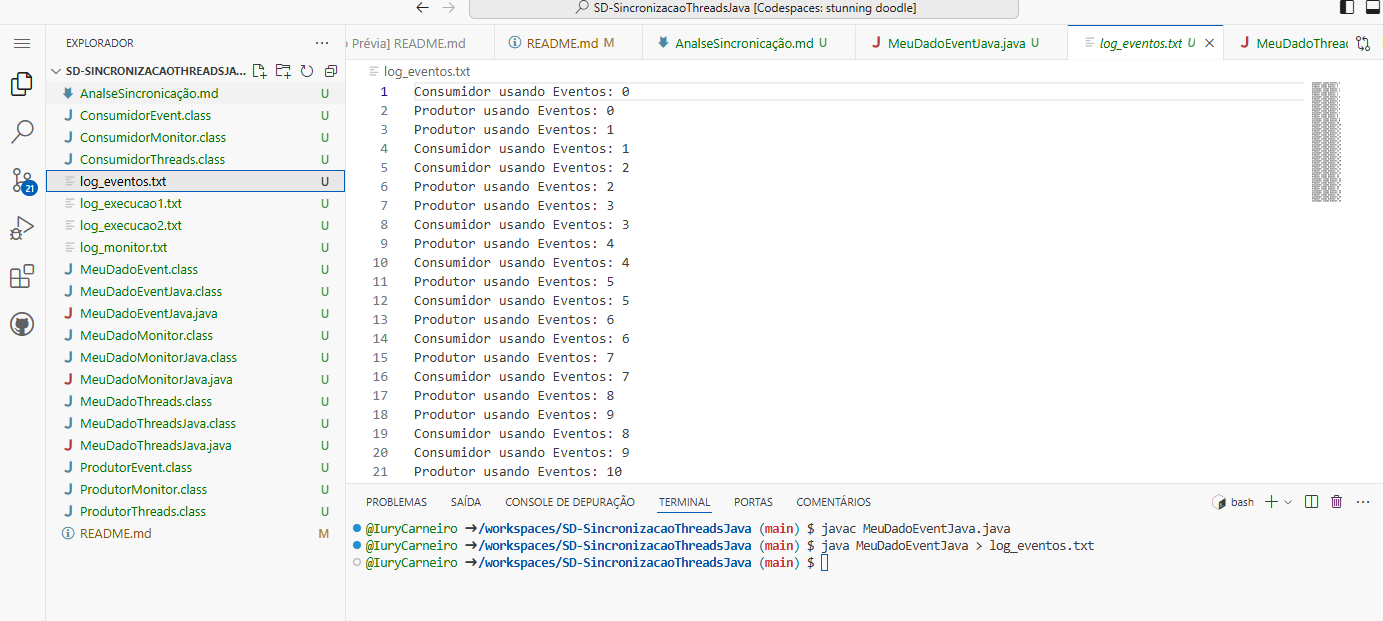 SD-SincronizacaoThreadsJava [Codespaces: stunning doodle]
EXPLORADOR
SD-SINCRONIZACAOTHREADSJA...
AnalseSincronicação.md U
ConsumidorEvent.class U
ConsumidorMonitor.class U
ConsumidorThreads.class U
log_eventos.txt U
log_execucao1.txt U
log_execucao2.txt U
log_monitor.txt U
MeuDadoEvent.class U
MeuDadoEventJava.class U
MeuDadoEventJava.java U
MeuDadoMonitor.class U
MeuDadoMonitorJava.class U
MeuDadoMonitorJava.java U
MeuDadoThreads.class U
MeuDadoThreadsJava.class U
MeuDadoThreadsJava.java U
ProdutorEvent.class U
ProdutorMonitor.class U
ProdutorThreads.class U
README.md M
21
o Prévia] README.md
README.md M
AnalseSincronicação.md U
MeuDadoEventJava.java U
log_eventos.txt U
MeuDadoThreac
log_eventos.txt
1 Consumidor usando Eventos: 0
2 Produtor usando Eventos: 0
3 Produtor usando Eventos: 1
4 Consumidor usando Eventos: 1
5 Consumidor usando Eventos: 2
6 Produtor usando Eventos: 2
7 Produtor usando Eventos: 3
8 Consumidor usando Eventos: 3
9 Produtor usando Eventos: 4
10 Consumidor usando Eventos: 4
11 Produtor usando Eventos: 5
12 Consumidor usando Eventos: 5
13 Produtor usando Eventos: 6
14 Consumidor usando Eventos: 6
15 Produtor usando Eventos: 7
16 Consumidor usando Eventos: 7
17 Produtor usando Eventos: 8
18 Produtor usando Eventos: 9
19 Consumidor usando Eventos: 8
20 Consumidor usando Eventos: 9
21 Produtor usando Eventos: 10
PROBLEMAS SAÍDA CONSOLE DE DEPURAÇÃO TERMINAL PORTAS COMENTÁRIOS
bash
@IuryCarneiro ➜/workspaces/SD-SincronizacaoThreadsJava (main) $ javac MeuDadoEventJava.java
@IuryCarneiro ➜/workspaces/SD-SincronizacaoThreadsJava (main) $ java MeuDadoEventJava > log_eventos.txt
@IuryCarneiro ➜/workspaces/SD-SincronizacaoThreadsJava (main) $